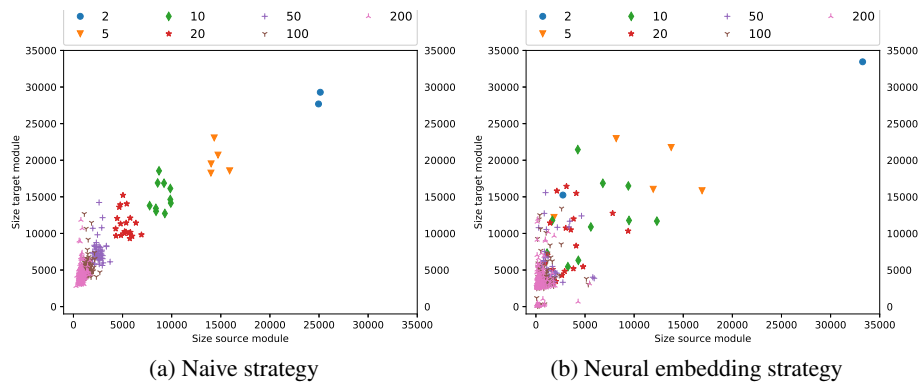 2 10 50 200
5 20 100
35000 35000
30000 30000
25000 25000
20000 20000
15000 15000
10000 10000
5000 5000
0 0
0 5000 10000 15000 20000 25000 30000 35000
Size target module
Size source module
(a) Naive strategy
2 10 50 200
5 20 100
35000 35000
30000 30000
25000 25000
20000 20000
15000 15000
10000 10000
5000 5000
0 0
0 5000 10000 15000 20000 25000 30000 35000
Size target module
Size source module
(b) Neural embedding strategy